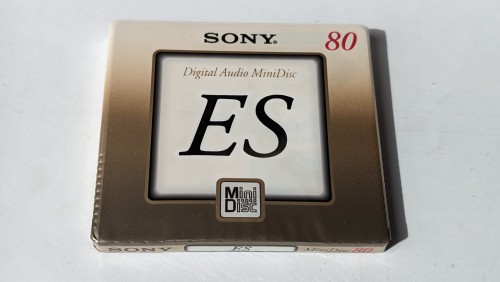 SONY® 80
Digital Audio MiniDisc
ES
Mini
Disc
SONY ES MiniDisc 80